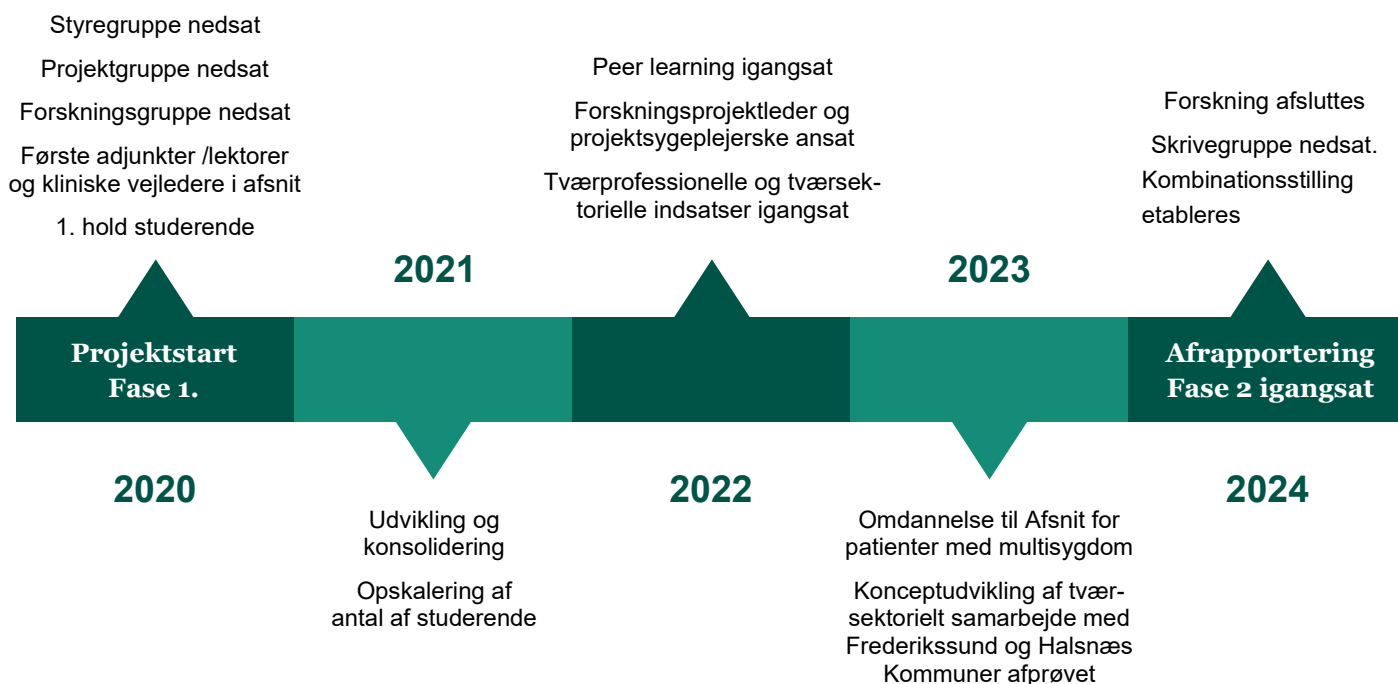 Styregruppe nedsat
Projektgruppe nedsat
Forskningsgruppe nedsat
Første adjunkter /lektorer
og kliniske vejledere i afsnit
1. hold studerende
Projektstart
Fase 1.
2020
2021
Udvikling og
konsolidering
Opskalering af
antal af studerende
Peer learning igangsat
Forskningsprojektleder og
projektsygeplejerske ansat
Tværprofessionelle og tværsek-
torielle indsatser igangsat
2022
2023
Omdannelse til Afsnit for
patienter med multisygdom
Konceptudvikling af tvær-
sektorielt samarbejde med
Frederikssund og Halsnæs
Kommuner afprøvet
Forskning afsluttes
Skrivegruppe nedsat.
Kombinationsstilling
etableres
Afrapportering
Fase 2 igangsat
2024